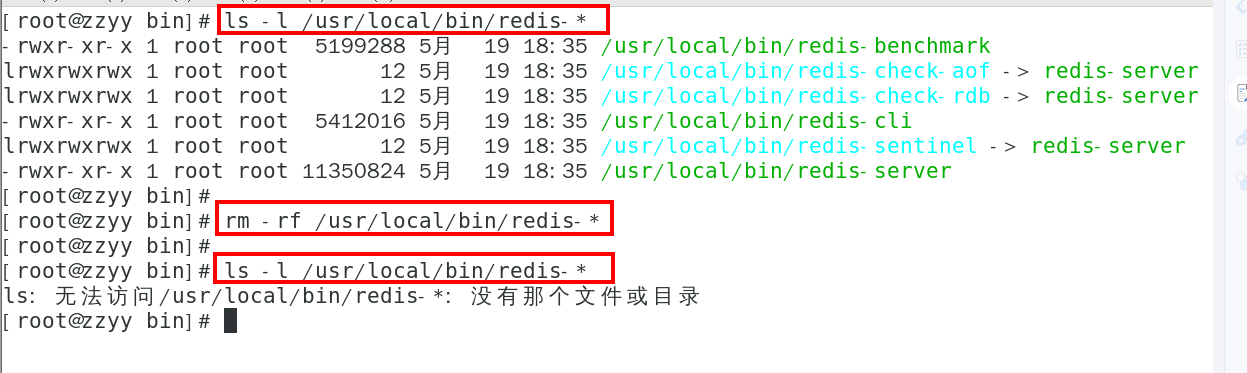 [root@zzyy bin]# ls -l /usr/local/bin/redis-*
-rwxr-xr-x 1 root root  5199288 5月  19 18:35 /usr/local/bin/redis-benchmark
lrwxrwxrwx 1 root root       12 5月  19 18:35 /usr/local/bin/redis-check-aof -> redis-server
lrwxrwxrwx 1 root root       12 5月  19 18:35 /usr/local/bin/redis-check-rdb -> redis-server
-rwxr-xr-x 1 root root  5412016 5月  19 18:35 /usr/local/bin/redis-cli
lrwxrwxrwx 1 root root       12 5月  19 18:35 /usr/local/bin/redis-sentinel -> redis-server
-rwxr-xr-x 1 root root 11350824 5月  19 18:35 /usr/local/bin/redis-server
[root@zzyy bin]#
[root@zzyy bin]# rm -rf /usr/local/bin/redis-*
[root@zzyy bin]#
[root@zzyy bin]# ls -l /usr/local/bin/redis-*
ls: 无法访问/usr/local/bin/redis-*: 没有那个文件或目录
[root@zzyy bin]#